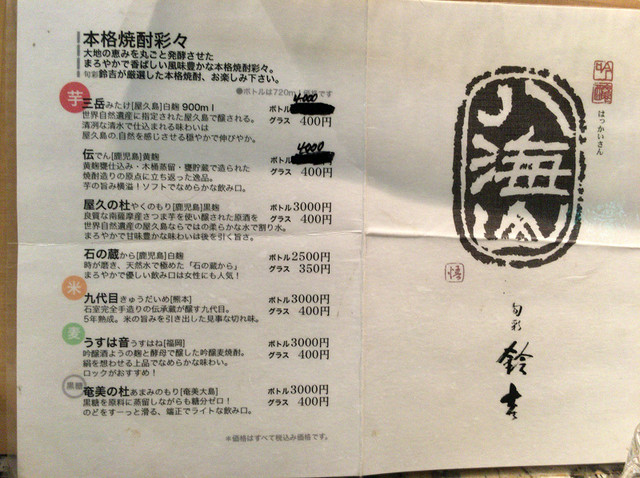 本格焼酎彩々
大地の恵みを丸ごと発酵させた
まろやかで香ばしい風味豊かな本格焼酎彩々。
旬彩鈴吉が厳選した本格焼酎、お楽しみ下さい。
●ボトルは720ml価格です
芋
三岳みたけ[屋久島]白麹 900ml
4000
世界自然遺産に指定された屋久島で醸される。
グラス 400円
清冽な清水で仕込まれる味わいは
屋久島の自然を感じさせる穏やかで伸びやか。
伝でん[鹿児島]黄麹
ボトル
4000
黄麹甕仕込み・木桶蒸留・甕貯蔵で造られた
グラス 400円
焼酎造りの原点に立ち返った逸品。
芋の旨み横溢!ソフトでなめらかな飲み口。
屋久の杜やくのもり[鹿児島]黒麹
ボトル3000円
良質な南薩摩産さつま芋を使い醸された原酒を
グラス 400円
世界自然遺産の屋久島ならではの柔らかな水で割り水。
まろやかで甘味豊かな味わいは後を引く旨さ。
石の蔵から[鹿児島]白麹
ボトル2500円
時が磨き、天然水で極めた「石の蔵から」
グラス 350円
まろやかで優しい飲み口は女性にも人気!
米
九代目きゅうだいめ[熊本]
ボトル3000円
石室完全手造りの伝承蔵が醸す九代目。
グラス 400円
5年熟成。米の旨みを引き出した見事な切れ味。
麦
うすは音うすはね[福岡]
ボトル3000円
吟醸酒ようの麹と酵母で醸した吟醸麦焼酎。
グラス 400円
絹を想わせる上品でなめらかな味わい。
ロックがおすすめ!
黒糖
奄美の杜あまみのもり[奄美大島]
ボトル3000円
黒糖を原料に蒸留しながらも糖分ゼロ!
グラス 400円
のどをすーっと滑る、端正でライトな飲み口。
※価格はすべて税込み価格です。
吟醸
はっかいさん
八海山
旬彩
鈴吉